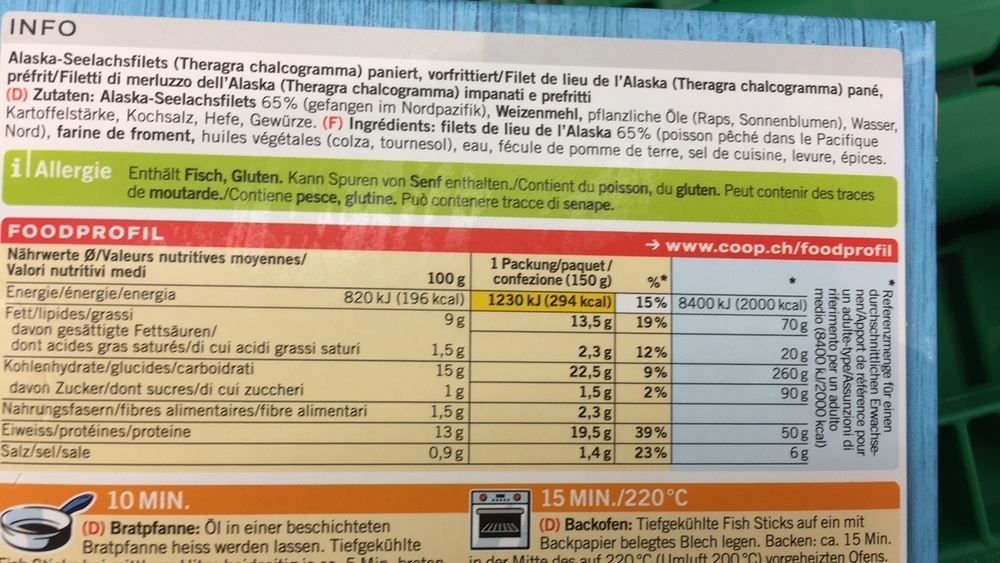 INFO
Alaska-Seelachsfilets (Theragra chalcogramma) paniert, vorfrittiert/Filet de lieu de l'Alaska (Theragra chalcogramma) pané,
préfrit/Filetti di merluzzo dell'Alaska (Theragra chalcogramma) impanati e prefritti
(D) Zutaten: Alaska-Seelachsfilets 65% (gefangen im Nordpazifik), Weizenmehl, pflanzliche Öle (Raps, Sonnenblumen), Wasser,
Kartoffelstärke, Kochsalz, Hefe, Gewürze. (F) Ingrédients: filets de lieu de l'Alaska 65% (poisson pêché dans le Pacifique
Nord), farine de froment, huiles végétales (colza, tournesol), eau, fécule de pomme de terre, sel de cuisine, levure, épices.
i Allergie Enthält Fisch, Gluten. Kann Spuren von Senf enthalten./Contient du poisson, du gluten. Peut contenir des traces
de moutarde./Contiene pesce, glutine. Può contenere tracce di senape.
FOODPROFIL → www.coop.ch/foodprofil
Nährwerte Ø/Valeurs nutritives moyennes/
Valori nutritivi medi 100 g 1 Packung/paquet/
confezione (150 g) %* *
Energie/énergie/energia 820 kJ (196 kcal) 1230 kJ (294 kcal) 15% 8400 kJ (2000 kcal)
Fett/lipides/grassi 9 g 13,5 g 19% 70 g
davon gesättigte Fettsäuren/
dont acides gras saturés/di cui acidi grassi saturi 1,5 g 2,3 g 12% 20 g
Kohlenhydrate/glucides/carboidrati 15 g 22,5 g 9% 260 g
davon Zucker/dont sucres/di cui zuccheri 1 g 1,5 g 2% 90 g
Nahrungsfasern/fibres alimentaires/fibre alimentari 1,5 g 2,3 g
Eiweiss/protéines/proteine 13 g 19,5 g 39% 50 g
Salz/sel/sale 0,9 g 1,4 g 23% 6 g
* Referenzmenge für einen
durchschnittlichen Erwachse-
nen/Apport de référence pour
un adulte-type/Assunzioni di
riferimento per un adulto
medio (8400 kJ/2000 kcal)
10 MIN.
(D) Bratpfanne: Öl in einer beschichteten
Bratpfanne heiss werden lassen. Tiefgekühlte
15 MIN./220°C
(D) Backofen: Tiefgekühlte Fish Sticks auf ein mit
Backpapier belegtes Blech legen. Backen: ca. 15 Min.
in der Mitte des auf 220°C (Umluft 200°C) vorgeheizten Ofens.